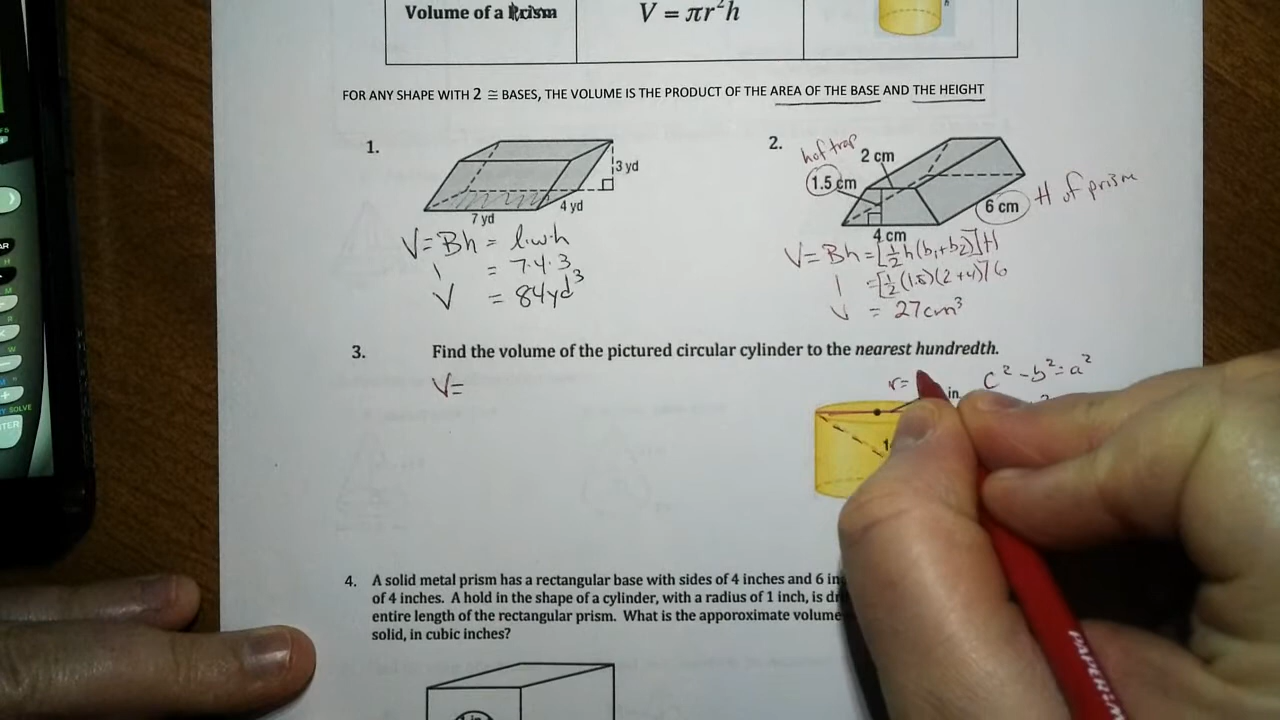 Volume of a Prism
V = πr²h
h
FOR ANY SHAPE WITH 2 ≅ BASES, THE VOLUME IS THE PRODUCT OF THE AREA OF THE BASE AND THE HEIGHT
1.
3 yd
4 yd
7 yd
V=Bh = l·w·h
= 7·4·3
V = 84yd³
2.
h of trap
2 cm
1.5 cm
6 cm
H of prism
4 cm
V=Bh=[½h(b₁+b₂)]H
=[½(1.5)(2+4)]6
V = 27cm³
3.
Find the volume of the pictured circular cylinder to the nearest hundredth.
V=
r=
in
c²-b²=a²
4.
A solid metal prism has a rectangular base with sides of 4 inches and 6 in
of 4 inches. A hold in the shape of a cylinder, with a radius of 1 inch, is dr
entire length of the rectangular prism. What is the apporoximate volume
solid, in cubic inches?
SOLVE
PAPER:M